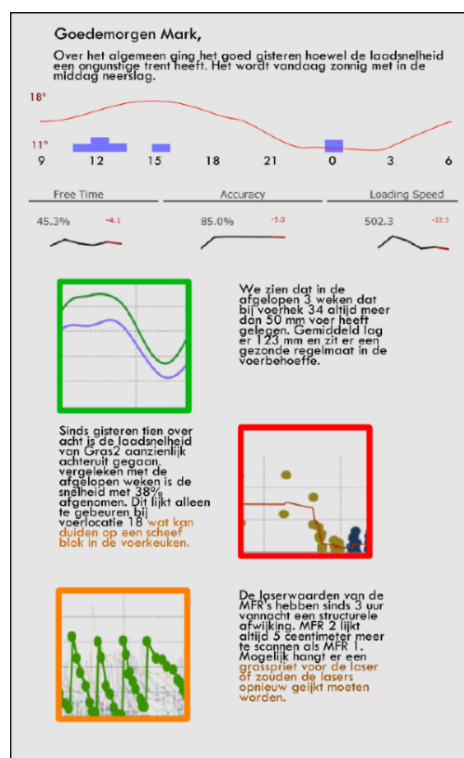 Goedemorgen Mark,
Over het algemeen ging het goed gisteren hoewel de laadsnelheid
een ongunstige trent heeft. Het wordt vandaag zonnig met in de
middag neerslag.
18°
11°
9 12 15 18 21 0 3 6
Free Time Accuracy Loading Speed
45.3% -4.1 85.0% -5.0 502.3 -22.5
We zien dat in de
afgelopen 3 weken dat
bij voerhek 34 altijd meer
dan 50 mm voer heeft
gelegen. Gemiddeld lag
er 123 mm en zit er een
gezonde regelmaat in de
voerbehoeffe.
Sinds gisteren tien over
acht is de laadsnelheid
van Gras2 aanzienlijk
achteruit gegaan.
vergeleken met de
afgelopen weken is de
snelheid met 38%
afgenomen. Dit lijkt alleen
te gebeuren bij
voerlocatie 18 wat kan
duiden op een scheef
blok in de voerkeuken.
De laserwaarden van de
MFR's hebben sinds 3 uur
vannacht een structurele
afwijking. MFR 2 lijkt
altijd 5 ceentimeter meer
te scannen als MFR 1.
Mogelijk hangt er een
grasspriet voor de laser
of zouden de lasers
opnieuw geijkt moeten
worden.